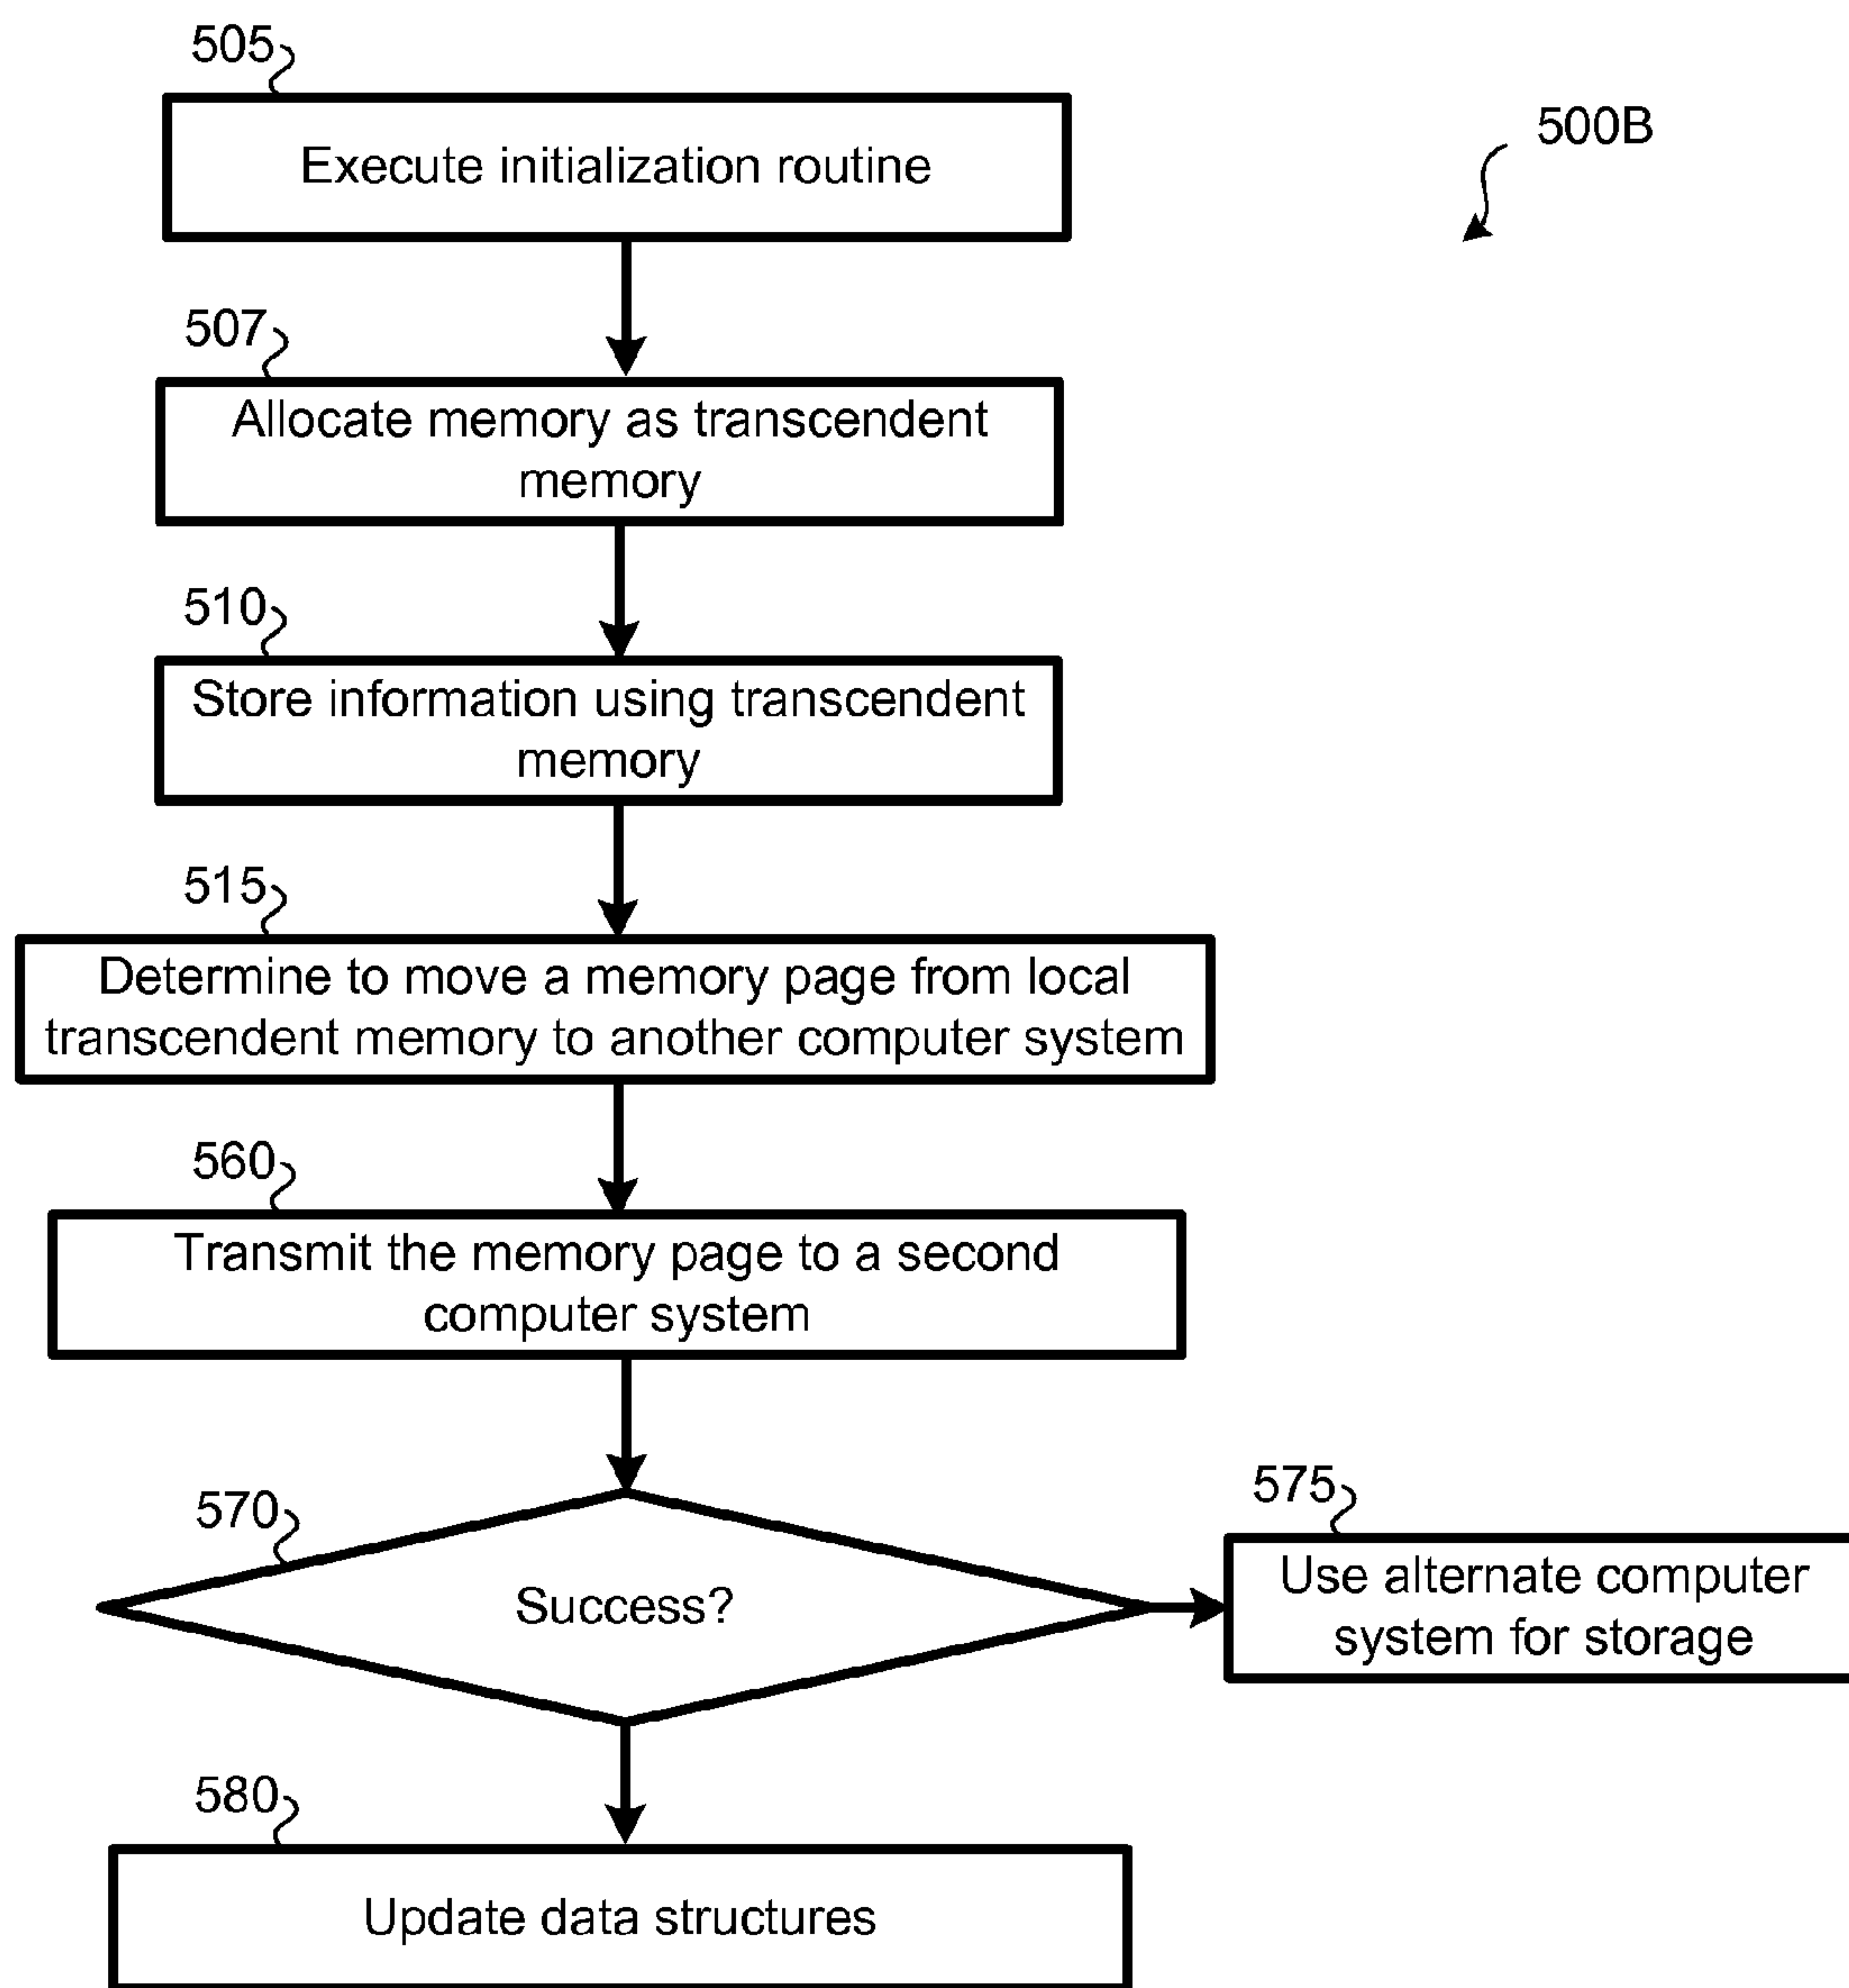 505
Execute initialization routine
500B
507
Allocate memory as transcendent
memory
510
Store information using transcendent
memory
515
Determine to move a memory page from local
transcendent memory to another computer system
560
Transmit the memory page to a second
computer system
570
Success?
575
Use alternate computer
system for storage
580
Update data structures